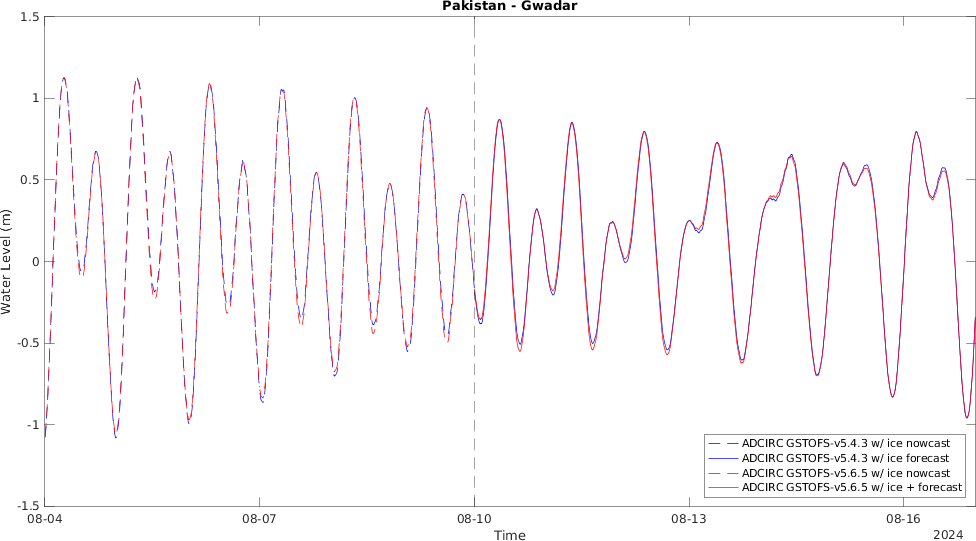 Pakistan - Gwadar
1.5
1
0.5
0
-0.5
-1
-1.5
Water Level (m)
ADCIRC GSTOFS-v5.4.3 w/ ice nowcast
ADCIRC GSTOFS-v5.4.3 w/ ice forecast
ADCIRC GSTOFS-v5.6.5 w/ ice nowcast
ADCIRC GSTOFS-v5.6.5 w/ ice + forecast
08-04 08-07 08-10 08-13 08-16
Time
2024